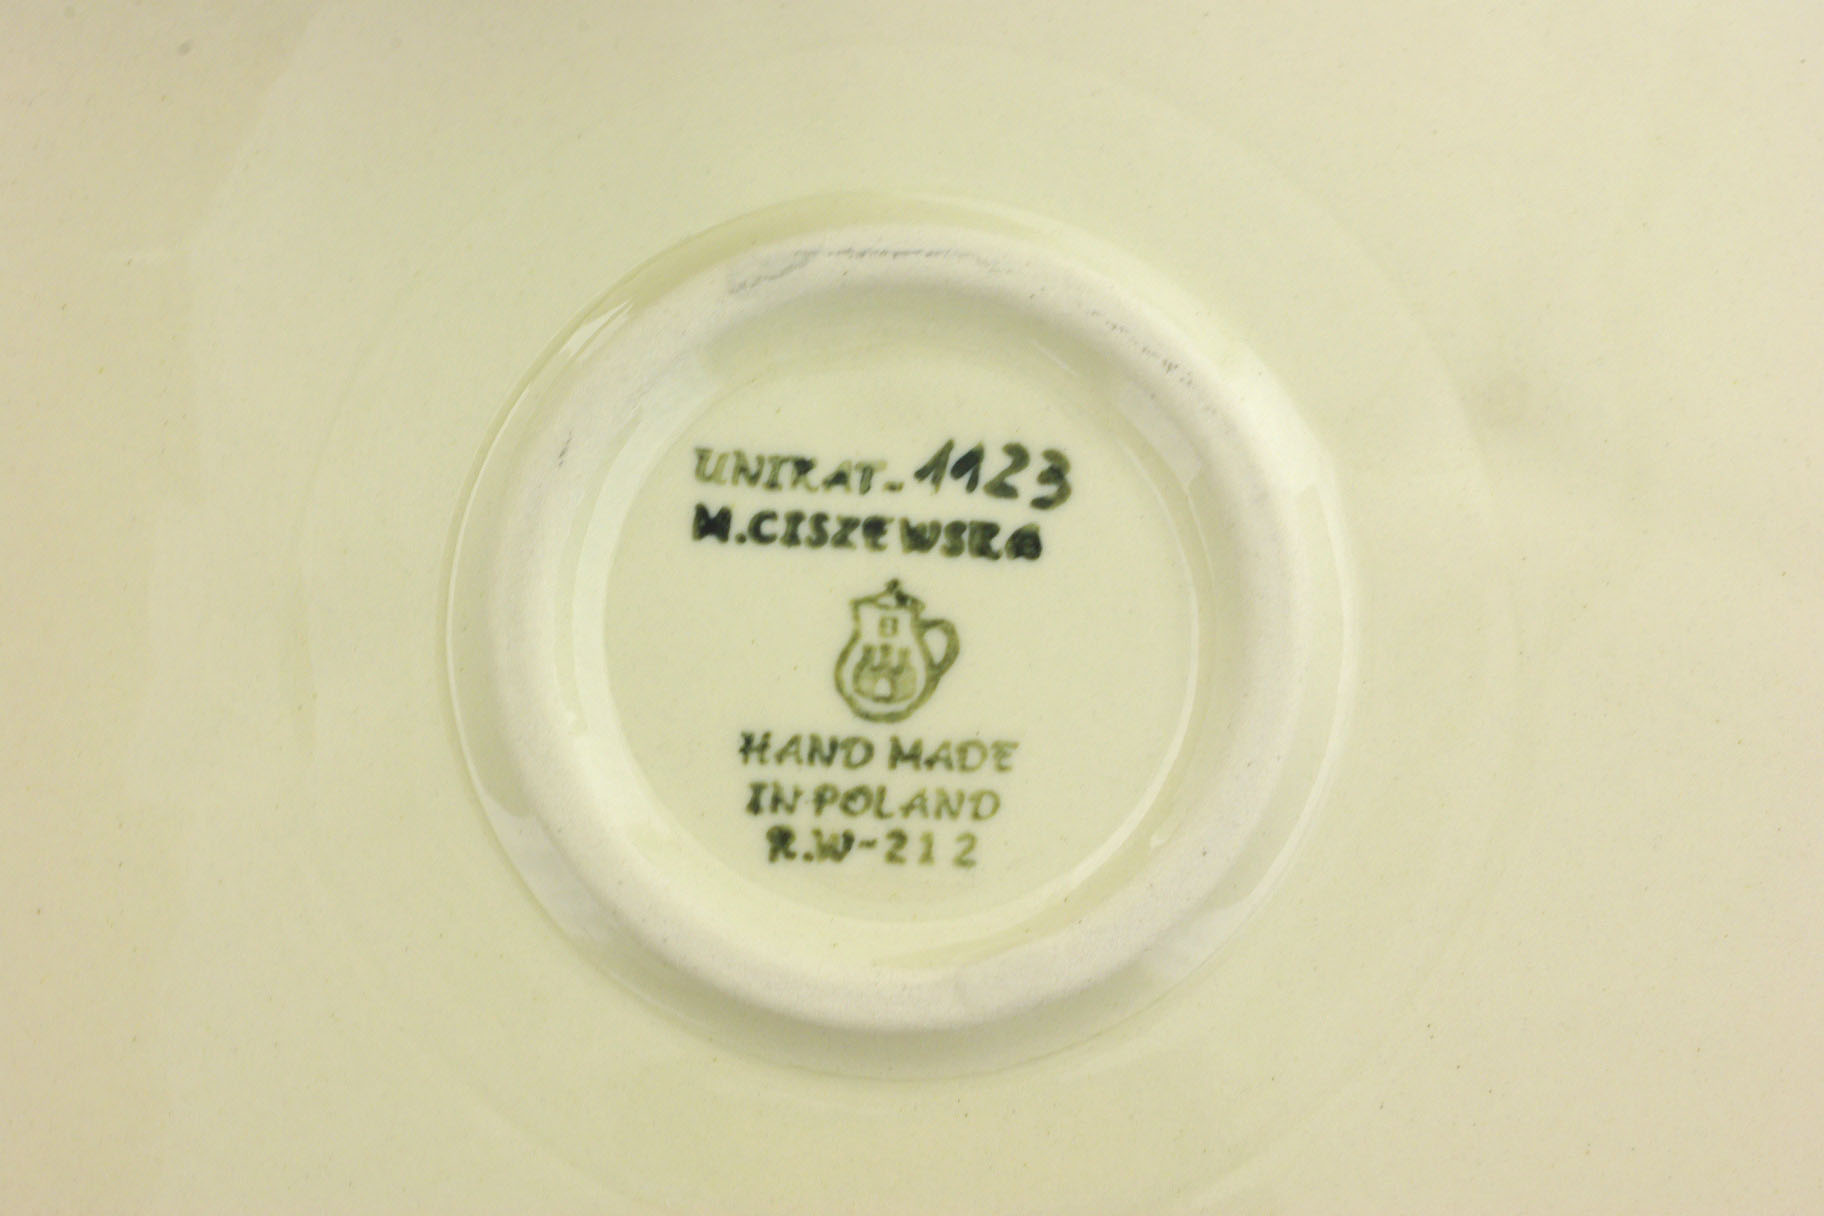 UNIKAT-1123
M.CISZEWSKA
B
HAND MADE
IN POLAND
R.W-212